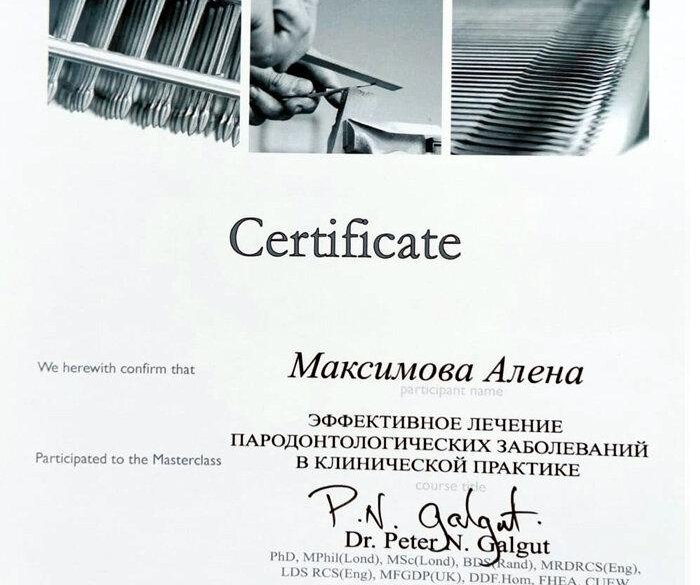 Certificate
We herewith confirm that
Максимова Алена
participant name
ЭФФЕКТИВНОЕ ЛЕЧЕНИЕ
ПАРОДОНТОЛОГИЧЕСКИХ ЗАБОЛЕВАНИЙ
Participated to the Masterclass
В КЛИНИЧЕСКОЙ ПРАКТИКЕ
course title
P.N. Galgut.
Dr. Peter N. Galgut
PhD, MPhil(Lond), MSc(Lond), BDS(Rand), MRDRCS(Eng),
LDS RCS(Eng), MFGDP(UK), DDF.Hom, FHEA, CUEW